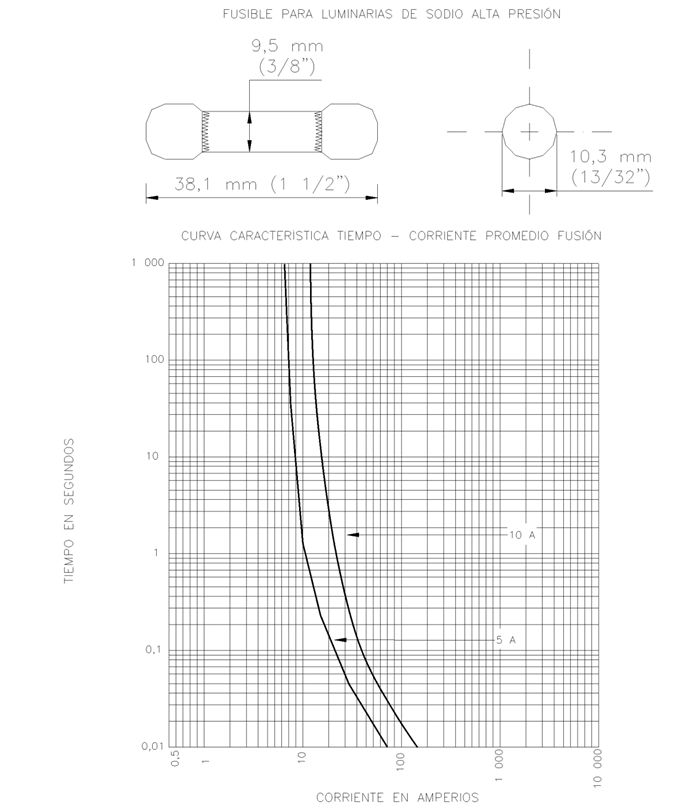 FUSIBLE PARA LUMINARIAS DE SODIO ALTA PRESIÓN
9,5 mm
(3/8")
10,3 mm
(13/32")
38,1 mm (1 1/2")
CURVA CARACTERÍSTICA TIEMPO – CORRIENTE PROMEDIO FUSIÓN
1 000
100
10
1
0.1
0,01
TIEMPO EN SEGUNDOS
10 A
5 A
0.5
1
10
100
1 000
10 000
CORRIENTE EN AMPERIOS